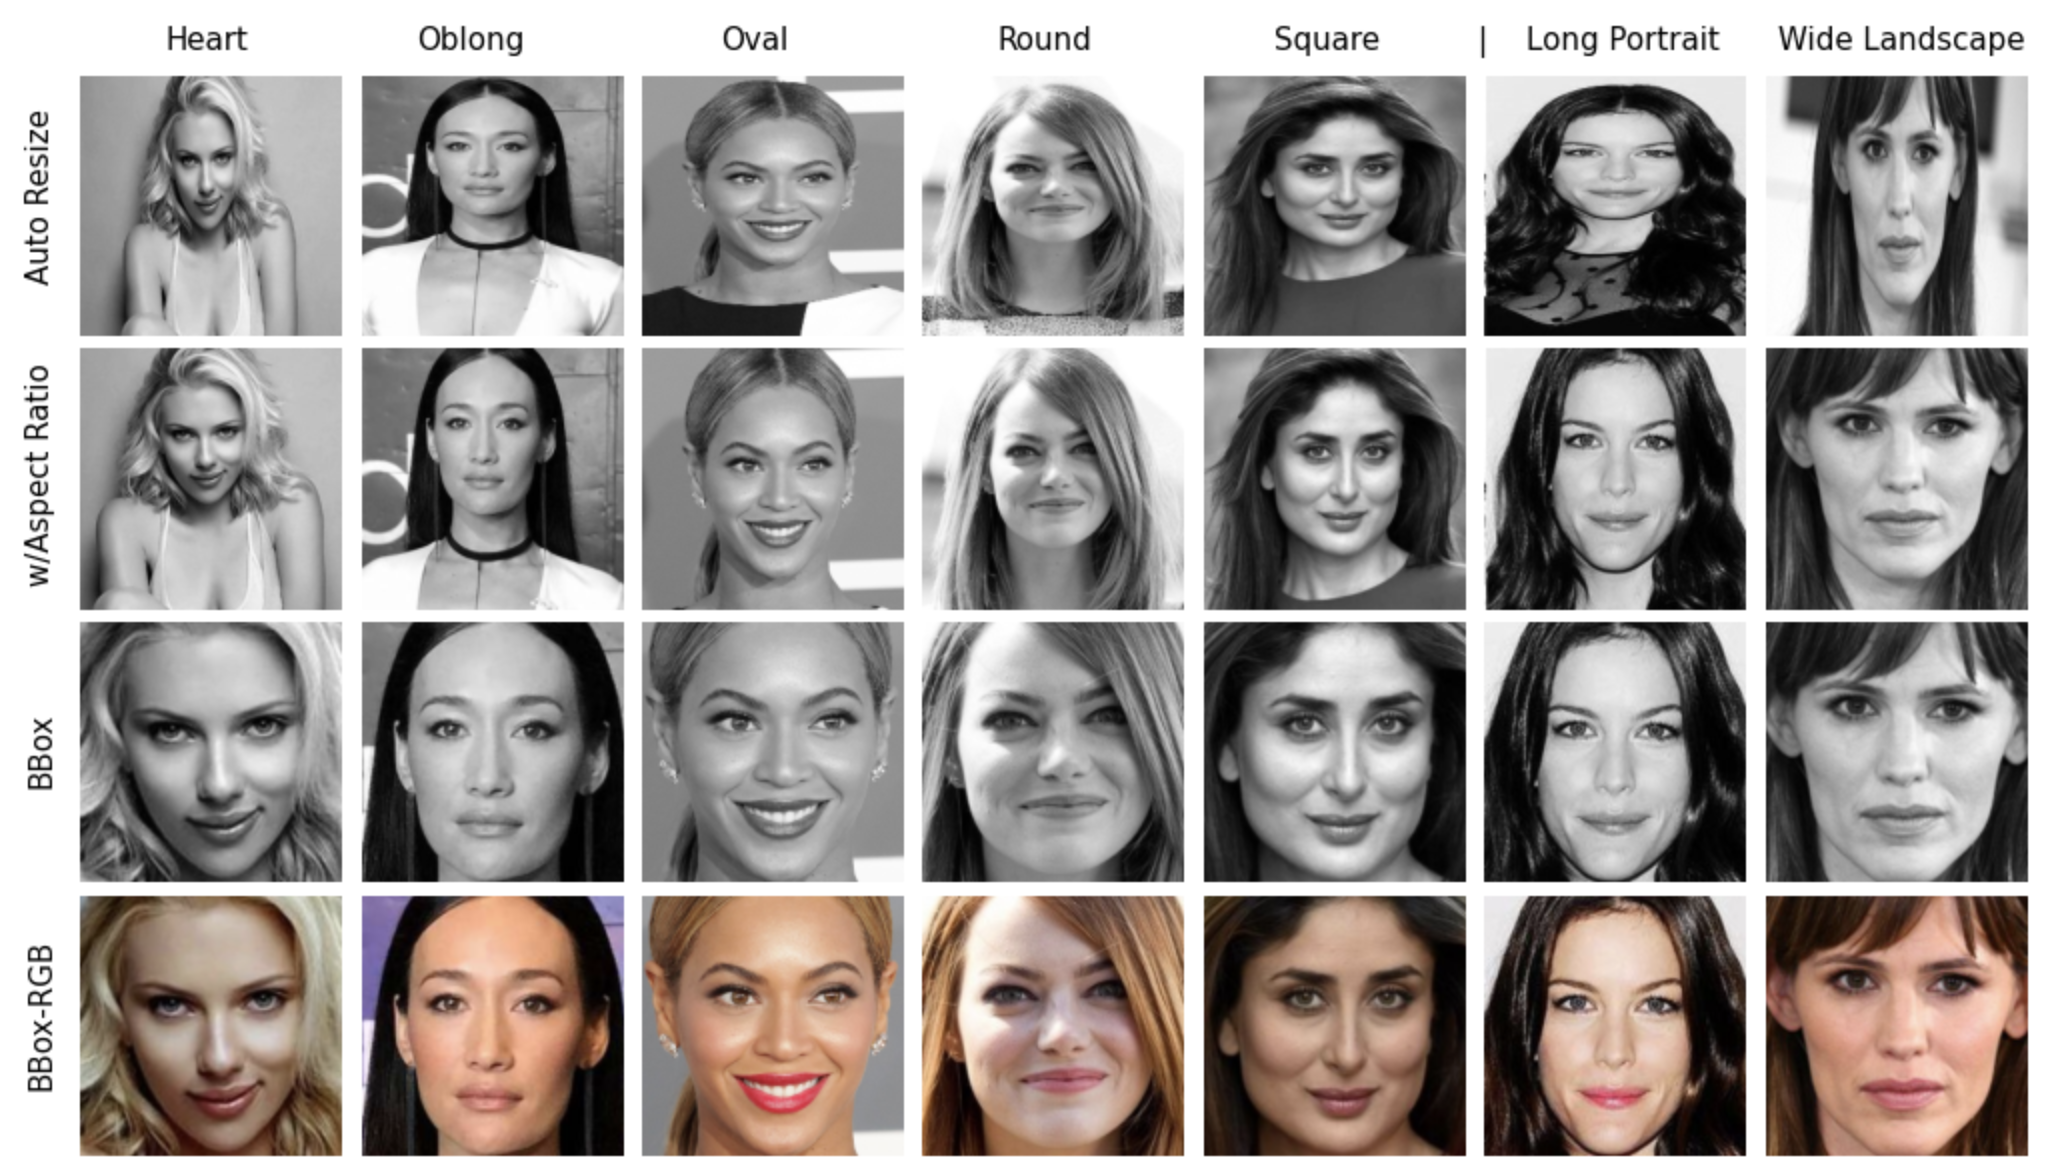 Heart Oblong Oval Round Square | Long Portrait Wide Landscape
Auto Resize
w/Aspect Ratio
BBox
BBox-RGB